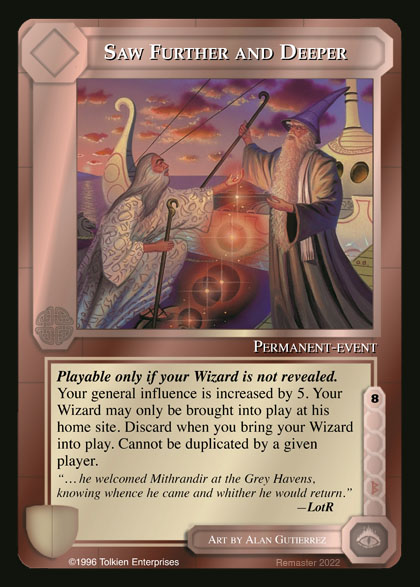 Saw Further and Deeper
Permanent-event
Playable only if your Wizard is not revealed.
Your general influence is increased by 5. Your
Wizard may only be brought into play at his
home site. Discard when you bring your Wizard
into play. Cannot be duplicated by a given
player.
“… he welcomed Mithrandir at the Grey Havens,
knowing whence he came and whither he would return.”
—LotR
8
Art by Alan Gutierrez
©1996 Tolkien Enterprises
Remaster 2022